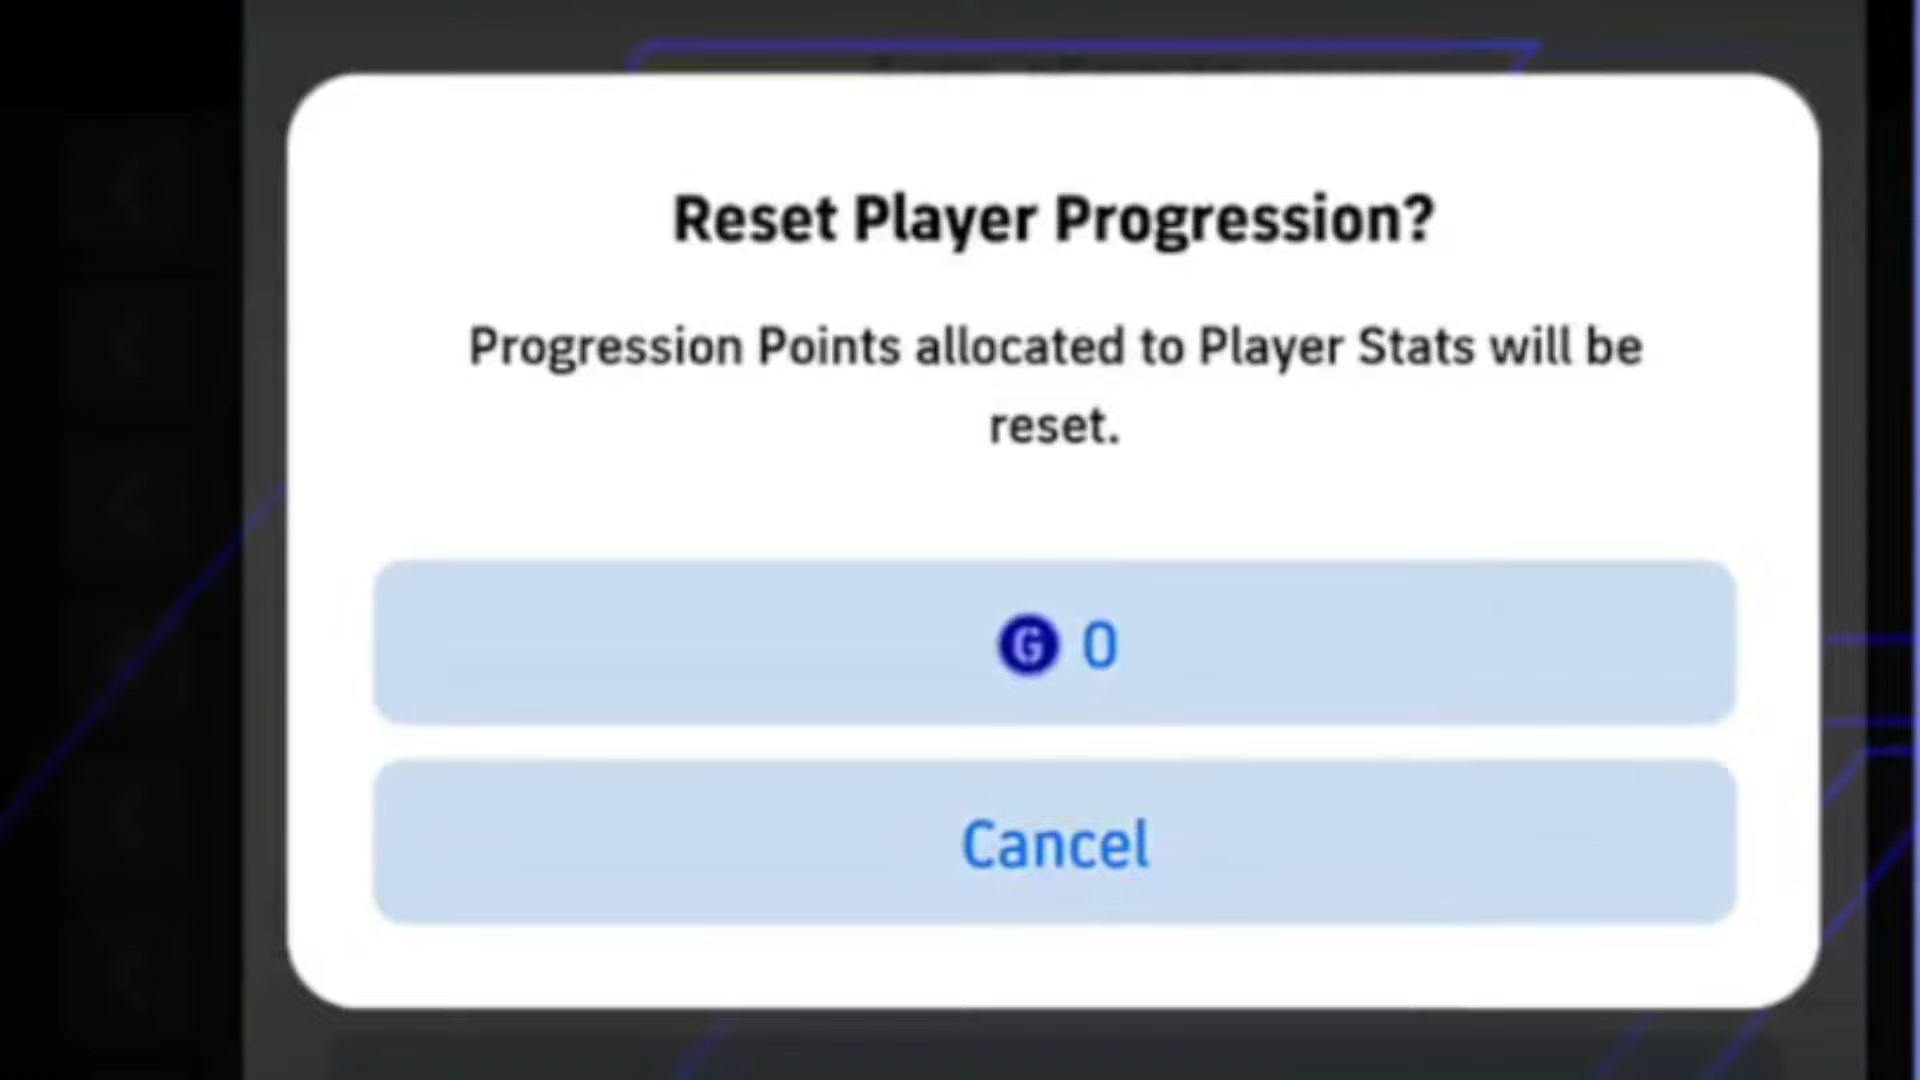 Reset Player Progression?
Progression Points allocated to Player Stats will be
reset.
G 0
Cancel